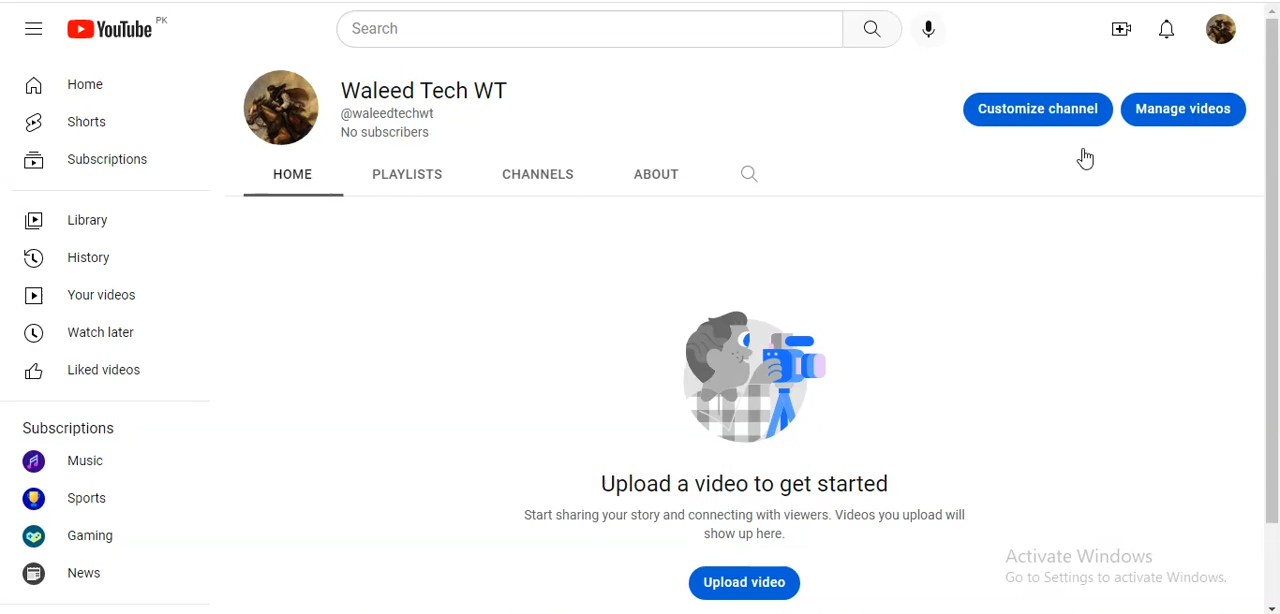 YouTube PK
Search
Home
Shorts
Subscriptions
Library
History
Your videos
Watch later
Liked videos
Subscriptions
Music
Sports
Gaming
News
Waleed Tech WT
@waleedtechwt
No subscribers
Customize channel
Manage videos
HOME PLAYLISTS CHANNELS ABOUT
Upload a video to get started
Start sharing your story and connecting with viewers. Videos you upload will
show up here.
Upload video
Activate Windows
Go to Settings to activate Windows.